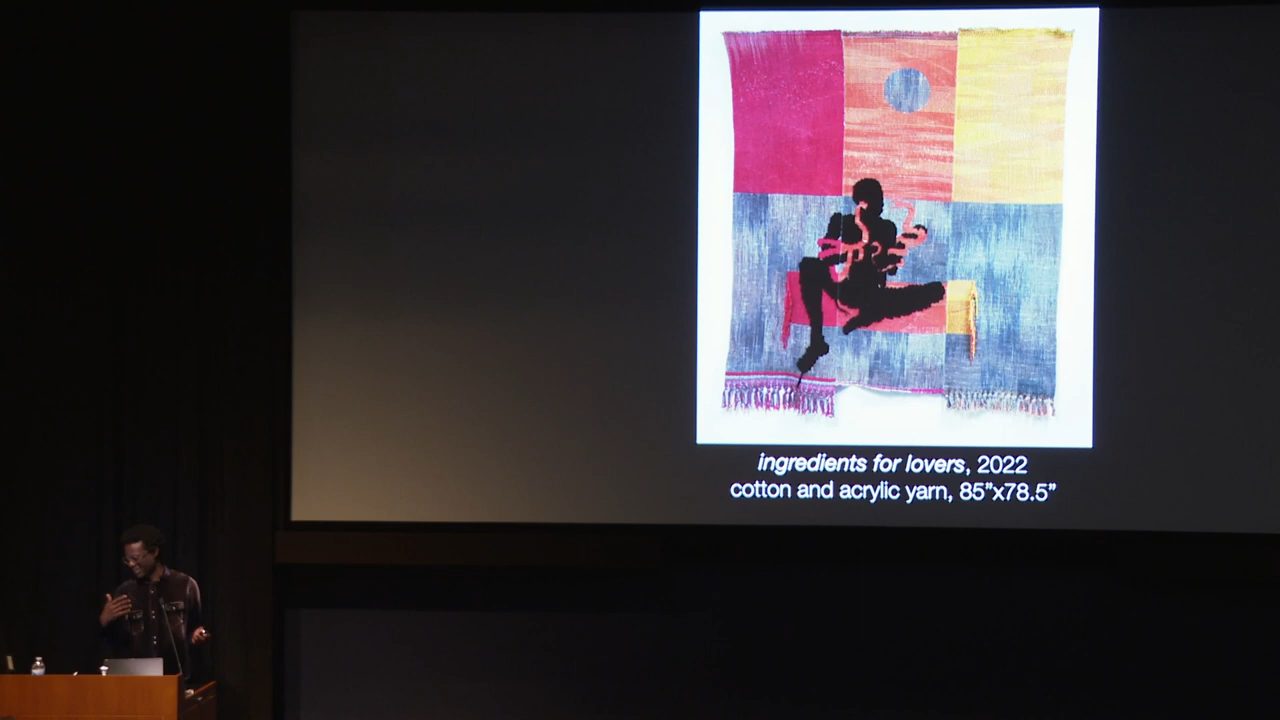 ingredients for lovers, 2022
cotton and acrylic yarn, 85”x78.5”